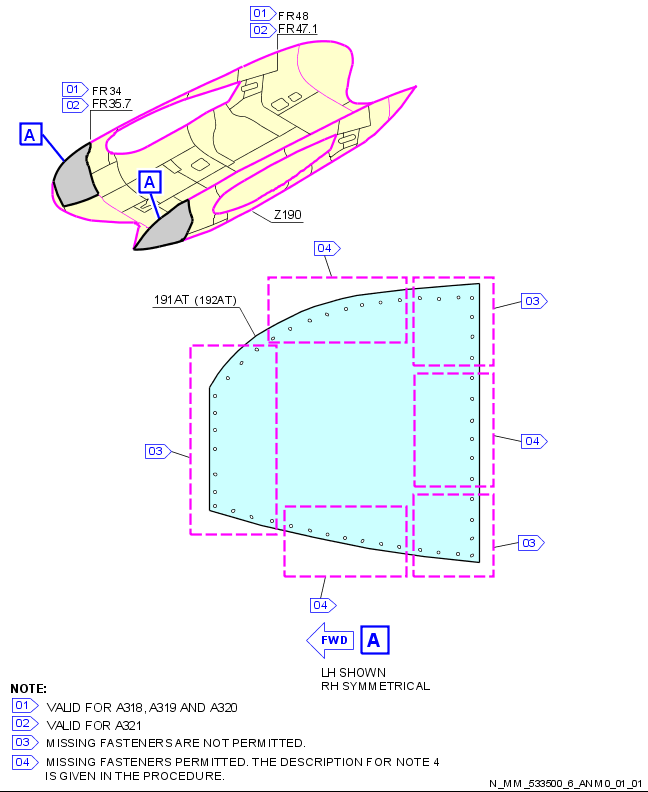 01 FR48
02 FR47.1
01 FR34
02 FR35.7
A
A
Z190
04
191AT (192AT)
03
04
03
03
04
FWD A
LH SHOWN
RH SYMMETRICAL
NOTE:
01 VALID FOR A318, A319 AND A320
02 VALID FOR A321
03 MISSING FASTENERS ARE NOT PERMITTED.
04 MISSING FASTENERS PERMITTED. THE DESCRIPTION FOR NOTE 4
IS GIVEN IN THE PROCEDURE.
N_MM_533500_6_ANM0_01_01